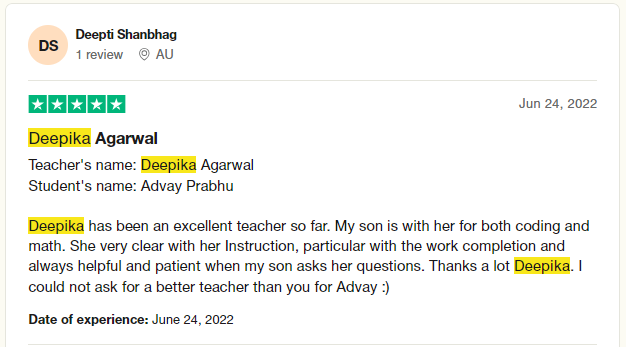 DS
Deepti Shanbhag
1 review AU
Jun 24, 2022
Deepika Agarwal
Teacher's name: Deepika Agarwal
Student's name: Advay Prabhu
Deepika has been an excellent teacher so far. My son is with her for both coding and
math. She very clear with her Instruction, particular with the work completion and
always helpful and patient when my son asks her questions. Thanks a lot Deepika. I
could not ask for a better teacher than you for Advay :)
Date of experience: June 24, 2022